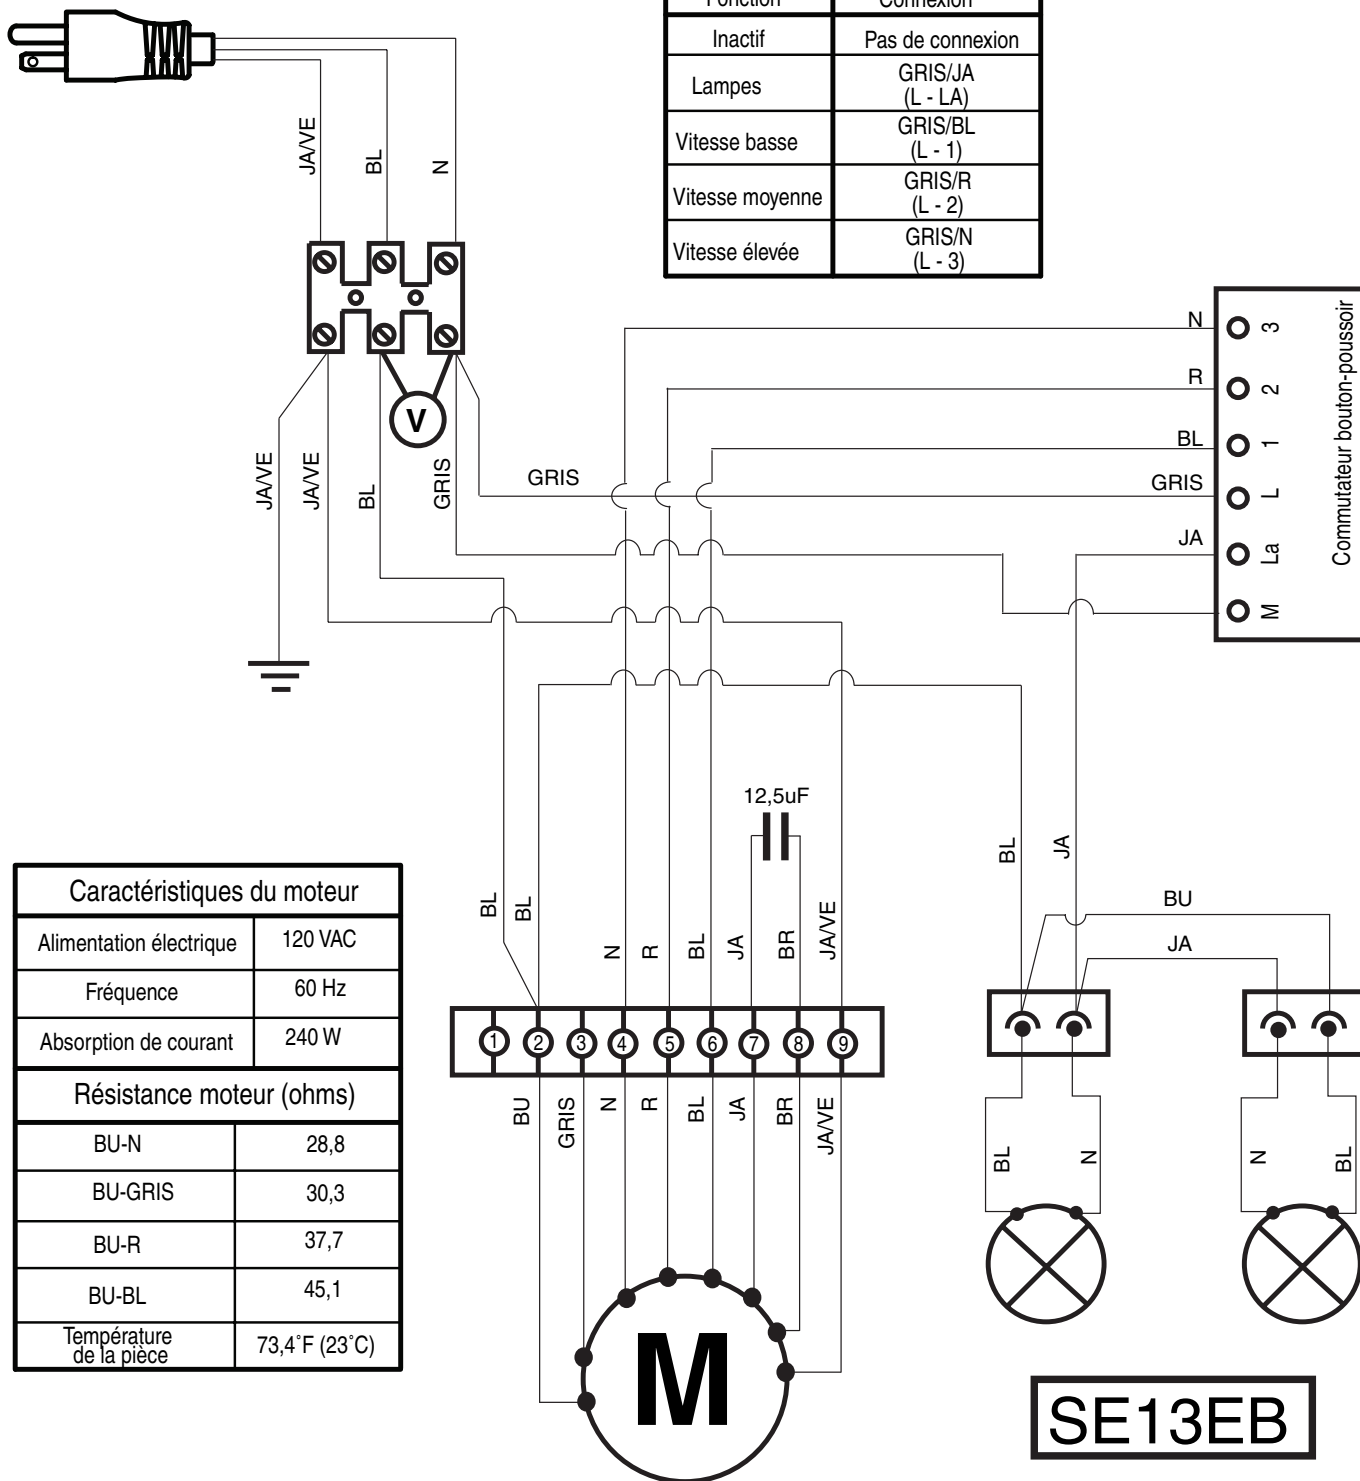 Fonction Connexion
Inactif Pas de connexion
Lampes GRIS/JA
(L - LA)
Vitesse basse GRIS/BL
(L - 1)
Vitesse moyenne GRIS/R
(L - 2)
Vitesse élevée GRIS/N
(L - 3)
JA/VE BL N
V
JA/VE JA/VE BL GRIS
GRIS
N 3
R 2
BL 1
GRIS L
JA La
M
Commutateur bouton-poussoir
12,5uF
BL BL N R BL JA BR JA/VE
BL JA
BU
JA
1 2 3 4 5 6 7 8 9
BU GRIS N R BL JA BR JA/VE
BL N N BL
M
Caractéristiques du moteur
Alimentation électrique 120 VAC
Fréquence 60 Hz
Absorption de courant 240 W
Résistance moteur (ohms)
BU-N 28,8
BU-GRIS 30,3
BU-R 37,7
BU-BL 45,1
Température
de la pièce 73,4°F (23°C)
SE13EB